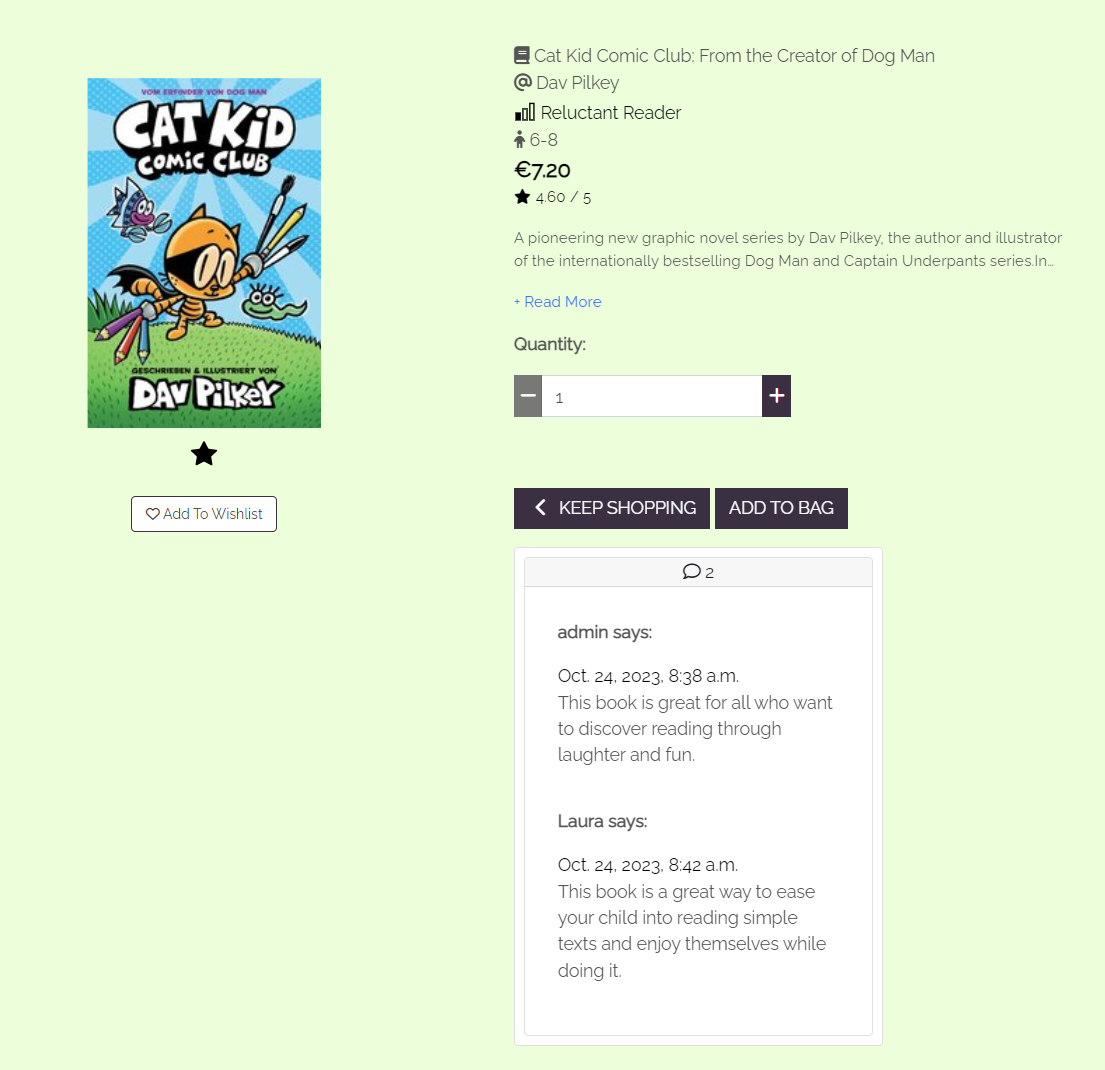 VOM ERFINDER VON DOG MAN
CAT KID
COMIC CLUB
GESCHRIEBEN & ILLUSTRIERT VON
DAV PILKEY
Add To Wishlist
Cat Kid Comic Club: From the Creator of Dog Man
Dav Pilkey
Reluctant Reader
6-8
€7.20
4.60 / 5
A pioneering new graphic novel series by Dav Pilkey, the author and illustrator
of the internationally bestselling Dog Man and Captain Underpants series.In...
+ Read More
Quantity:
1
KEEP SHOPPING
ADD TO BAG
2
admin says:
Oct. 24, 2023, 8:38 a.m.
This book is great for all who want
to discover reading through
laughter and fun.
Laura says:
Oct. 24, 2023, 8:42 a.m.
This book is a great way to ease
your child into reading simple
texts and enjoy themselves while
doing it.